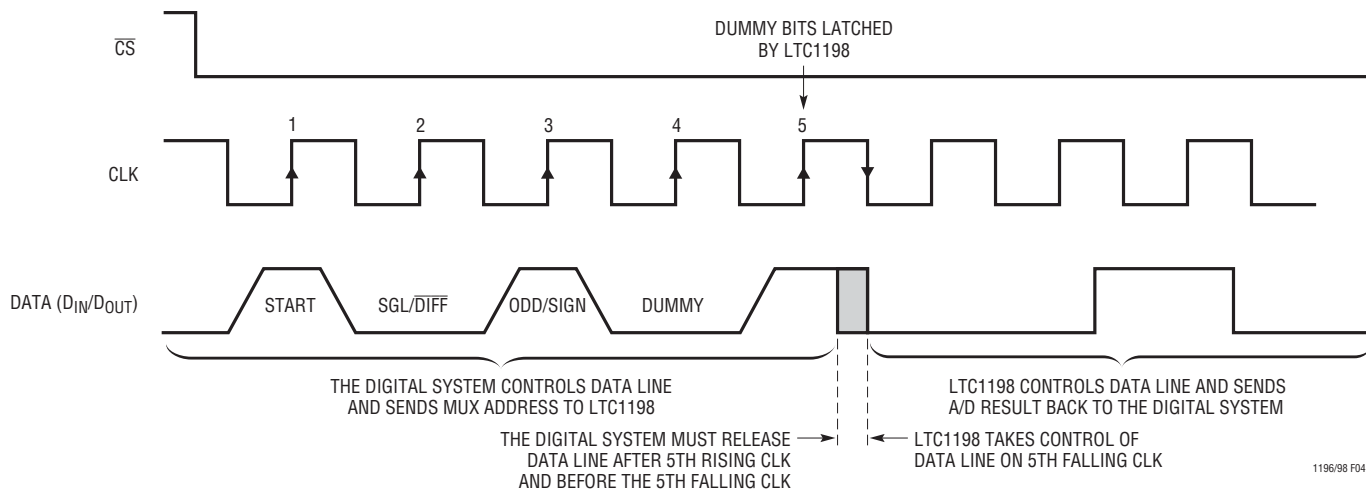 DUMMY BITS LATCHED
BY LTC1198
CS
1 2 3 4 5
CLK
DATA (DIN/DOUT)
START SGL/DIFF ODD/SIGN DUMMY
THE DIGITAL SYSTEM CONTROLS DATA LINE
AND SENDS MUX ADDRESS TO LTC1198
LTC1198 CONTROLS DATA LINE AND SENDS
A/D RESULT BACK TO THE DIGITAL SYSTEM
THE DIGITAL SYSTEM MUST RELEASE
DATA LINE AFTER 5TH RISING CLK
AND BEFORE THE 5TH FALLING CLK
LTC1198 TAKES CONTROL OF
DATA LINE ON 5TH FALLING CLK
1196/98 F04